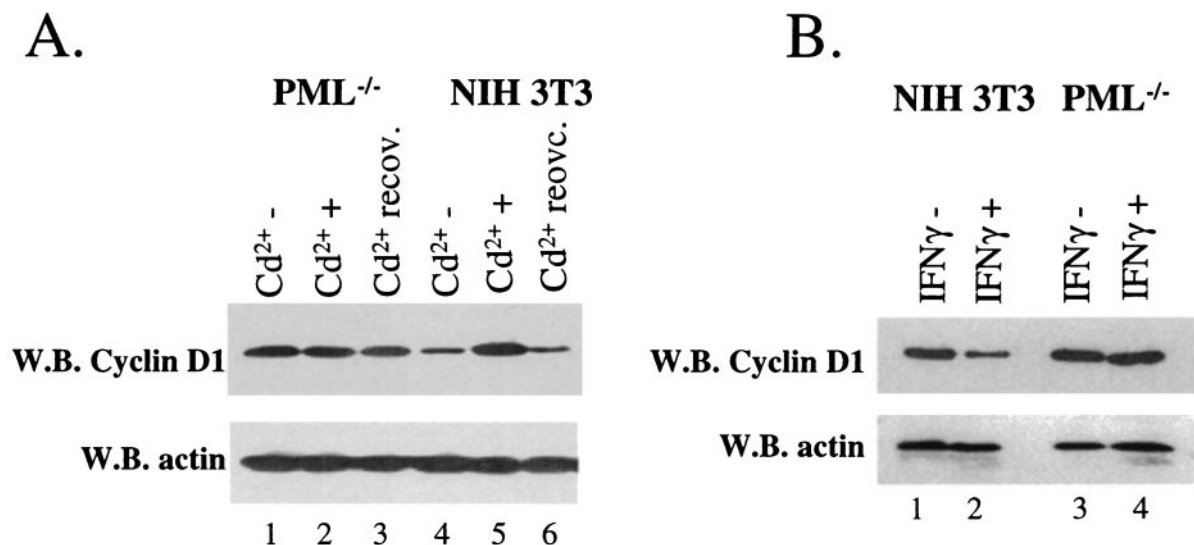 A.
PML-/- NIH 3T3
Cd2+ -
Cd2+ +
Cd2+ recov.
Cd2+ -
Cd2+ +
Cd2+ reovc.
W.B. Cyclin D1
W.B. actin
1 2 3 4 5 6
B.
NIH 3T3 PML-/-
IFNγ -
IFNγ +
IFNγ -
IFNγ +
W.B. Cyclin D1
W.B. actin
1 2 3 4